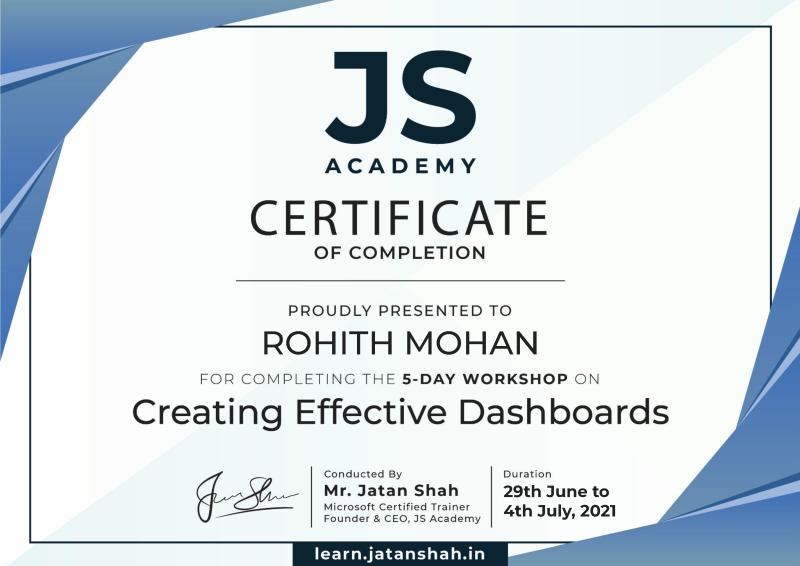 JS
ACADEMY
CERTIFICATE
OF COMPLETION
PROUDLY PRESENTED TO
ROHITH MOHAN
FOR COMPLETING THE 5-DAY WORKSHOP ON
Creating Effective Dashboards
Conducted By
Mr. Jatan Shah
Microsoft Certified Trainer
Founder & CEO, JS Academy
Duration
29th June to
4th July, 2021
learn.jatanshah.in